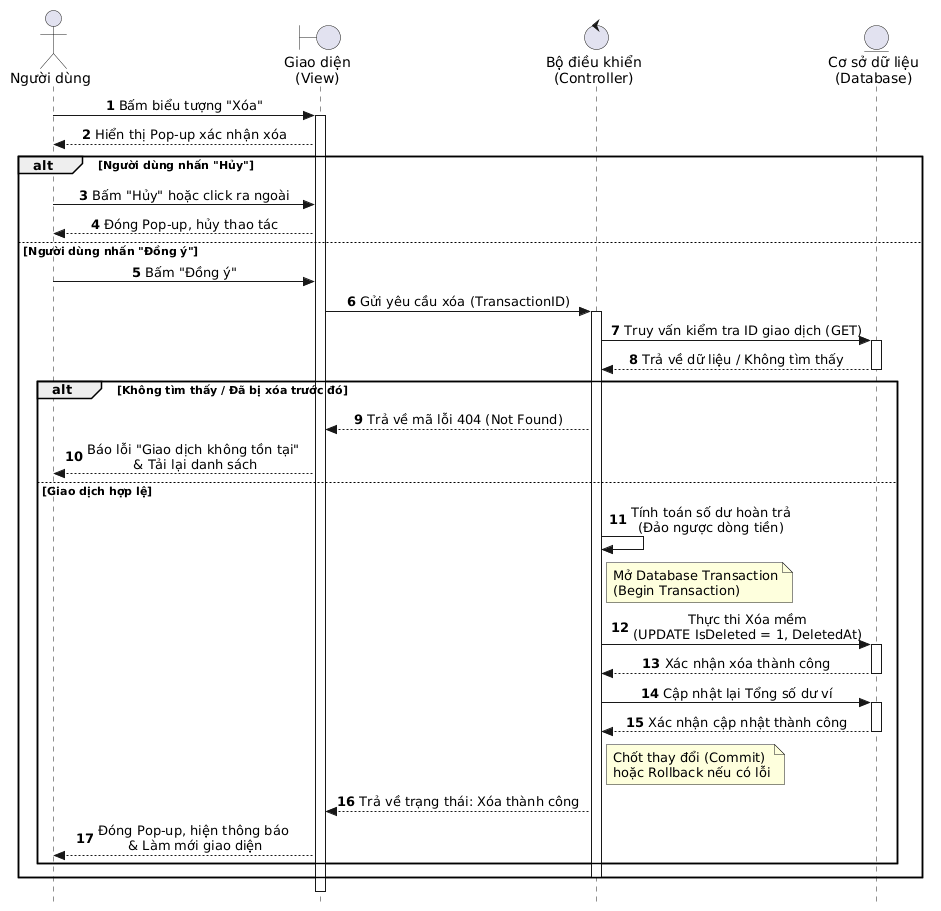 Người dùng
Giao diện
(View)
Bộ điều khiển
(Controller)
Cơ sở dữ liệu
(Database)
1 Bấm biểu tượng "Xóa"
2 Hiển thị Pop-up xác nhận xóa
alt [Người dùng nhấn "Hủy"]
3 Bấm "Hủy" hoặc click ra ngoài
4 Đóng Pop-up, hủy thao tác
[Người dùng nhấn "Đồng ý"]
5 Bấm "Đồng ý"
6 Gửi yêu cầu xóa (TransactionID)
7 Truy vấn kiểm tra ID giao dịch (GET)
8 Trả về dữ liệu / Không tìm thấy
alt [Không tìm thấy / Đã bị xóa trước đó]
9 Trả về mã lỗi 404 (Not Found)
10 Báo lỗi "Giao dịch không tồn tại"
& Tải lại danh sách
[Giao dịch hợp lệ]
11 Tính toán số dư hoàn trả
(Đảo ngược dòng tiền)
Mở Database Transaction
(Begin Transaction)
12 Thực thi Xóa mềm
(UPDATE IsDeleted = 1, DeletedAt)
13 Xác nhận xóa thành công
14 Cập nhật lại Tổng số dư ví
15 Xác nhận cập nhật thành công
Chốt thay đổi (Commit)
hoặc Rollback nếu có lỗi
16 Trả về trạng thái: Xóa thành công
17 Đóng Pop-up, hiện thông báo
& Làm mới giao diện